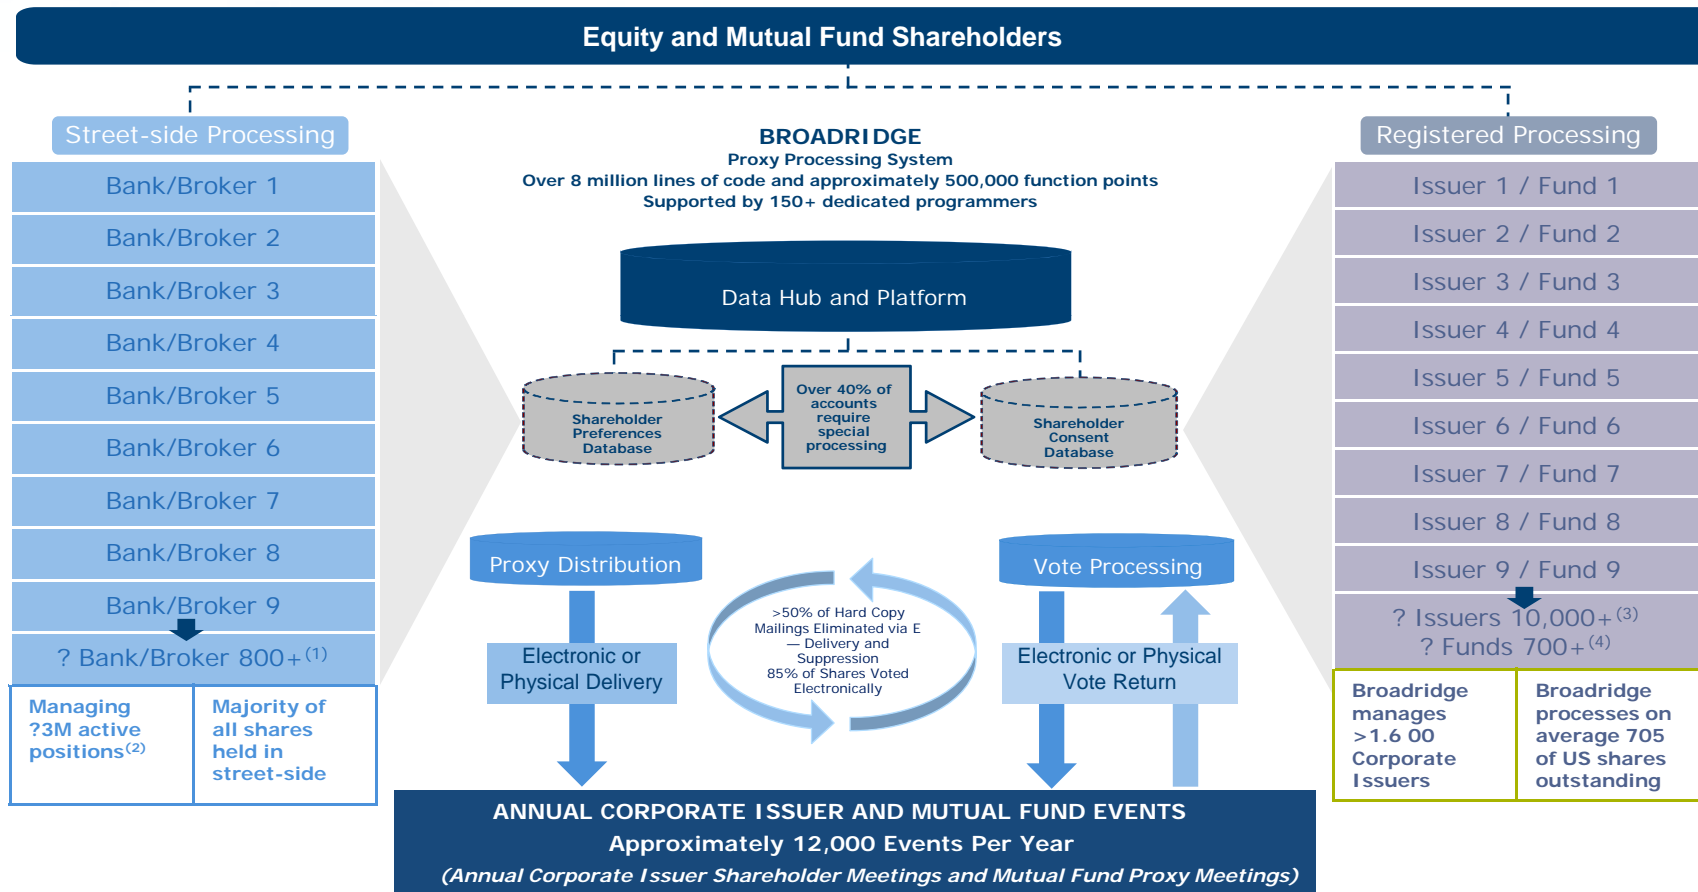 Equity and Mutual Fund Shareholders
Street-side Processing
Bank/Broker 1
Bank/Broker 2
Bank/Broker 3
Bank/Broker 4
Bank/Broker 5
Bank/Broker 6
Bank/Broker 7
Bank/Broker 8
Bank/Broker 9
? Bank/Broker 800+(1)
Managing
?3M active
positions(2)
Majority of
all shares
held in
street-side
BROADRIDGE
Proxy Processing System
Over 8 million lines of code and approximately 500,000 function points
Supported by 150+ dedicated programmers
Data Hub and Platform
Shareholder
Preferences
Database
Over 40% of
accounts
require
special
processing
Shareholder
Consent
Database
Proxy Distribution
Electronic or
Physical Delivery
>50% of Hard Copy
Mailings Eliminated via E
— Delivery and
Suppression
85% of Shares Voted
Electronically
Vote Processing
Electronic or Physical
Vote Return
Registered Processing
Issuer 1 / Fund 1
Issuer 2 / Fund 2
Issuer 3 / Fund 3
Issuer 4 / Fund 4
Issuer 5 / Fund 5
Issuer 6 / Fund 6
Issuer 7 / Fund 7
Issuer 8 / Fund 8
Issuer 9 / Fund 9
? Issuers 10,000+(3)
? Funds 700+(4)
Broadridge
manages
>1.6 00
Corporate
Issuers
Broadridge
processes on
average 705
of US shares
outstanding
ANNUAL CORPORATE ISSUER AND MUTUAL FUND EVENTS
Approximately 12,000 Events Per Year
(Annual Corporate Issuer Shareholder Meetings and Mutual Fund Proxy Meetings)